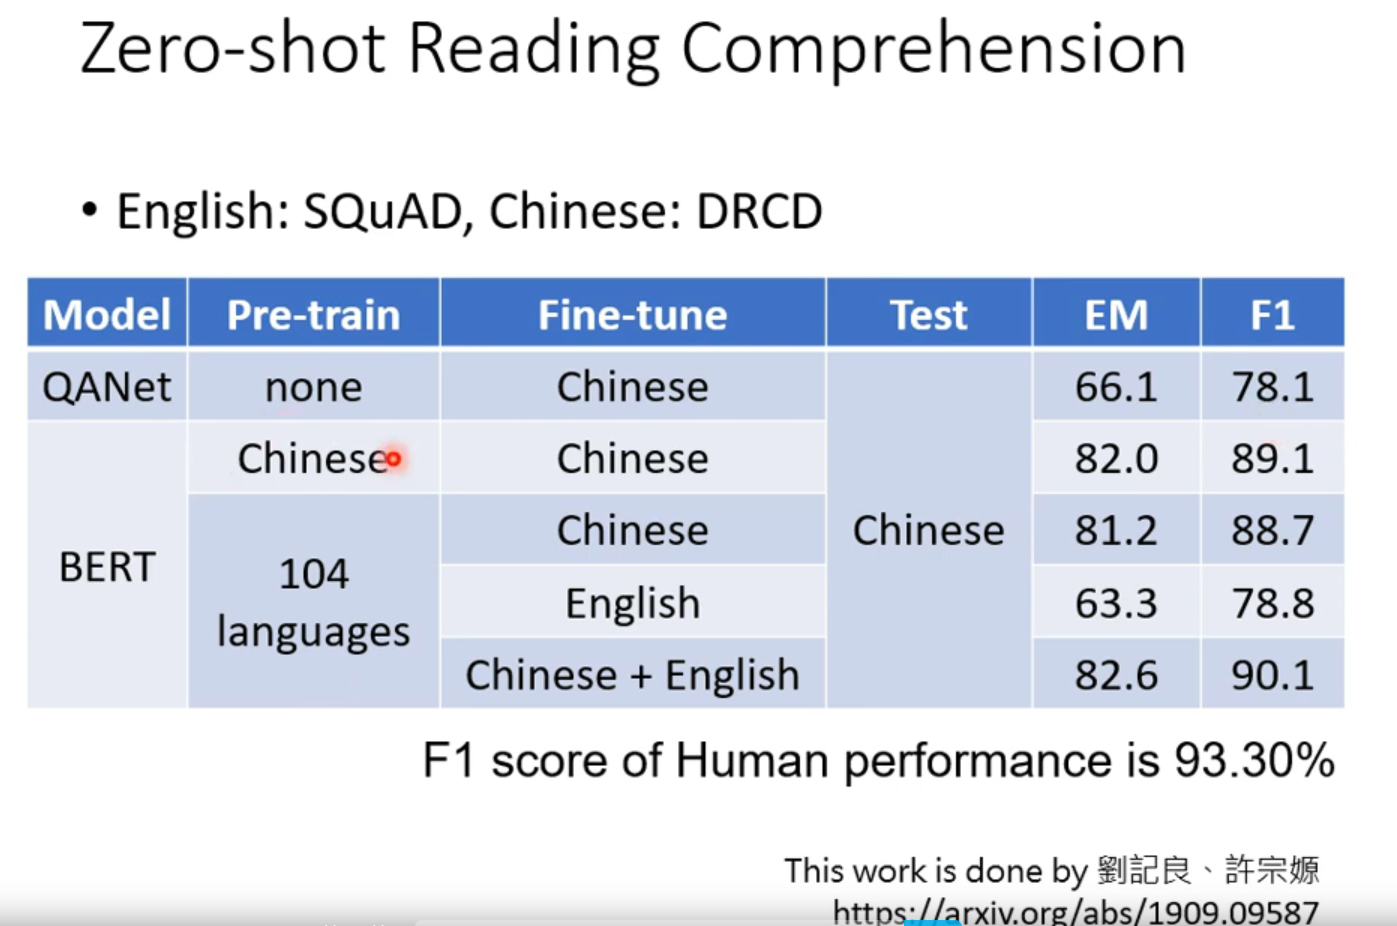 Zero-shot Reading Comprehension
• English: SQuAD, Chinese: DRCD
Model Pre-train Fine-tune Test EM F1
QANet none Chinese 66.1 78.1
Chinese Chinese 82.0 89.1
Chinese Chinese 81.2 88.7
BERT 104 languages
English 63.3 78.8
Chinese + English 82.6 90.1
F1 score of Human performance is 93.30%
This work is done by 劉記良、許宗嫄
https://arxiv.org/abs/1909.09587